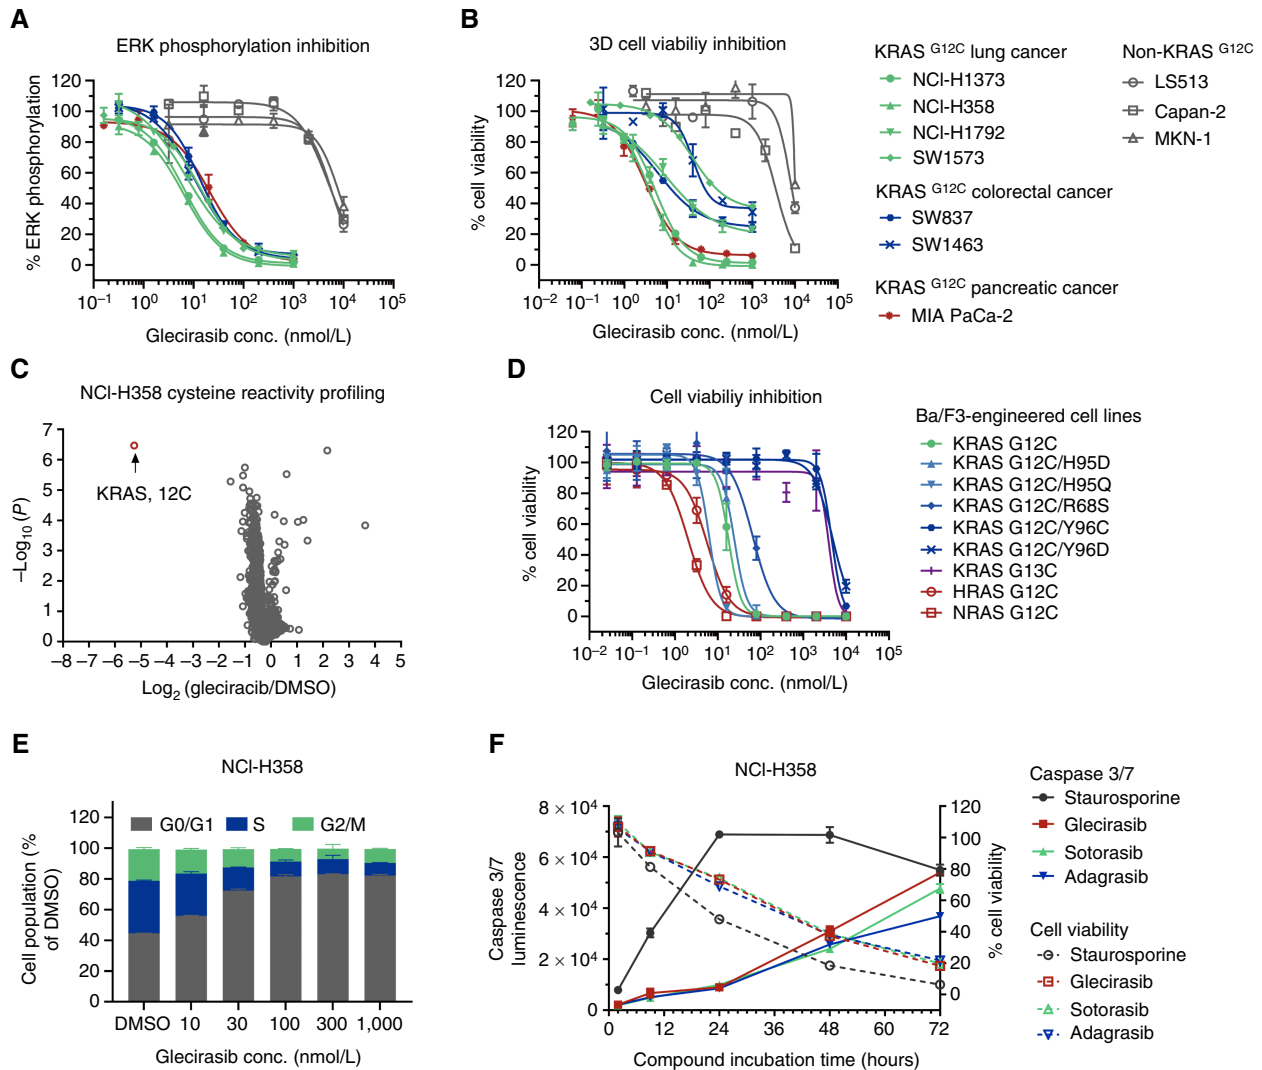 A
ERK phosphorylation inhibition
% ERK phosphorylation
120
100
80
60
40
20
0
10⁻¹ 10⁰ 10¹ 10² 10³ 10⁴ 10⁵
Glecirasib conc. (nmol/L)
B
3D cell viabiliy inhibition
% cell viability
120
100
80
60
40
20
0
10⁻² 10⁻¹ 10⁰ 10¹ 10² 10³ 10⁴ 10⁵
Glecirasib conc. (nmol/L)
KRAS G12C lung cancer
NCI-H1373
NCI-H358
NCI-H1792
SW1573
KRAS G12C colorectal cancer
SW837
SW1463
KRAS G12C pancreatic cancer
MIA PaCa-2
Non-KRAS G12C
LS513
Capan-2
MKN-1
C
NCI-H358 cysteine reactivity profiling
–Log₁₀ (P)
7
6
5
4
3
2
1
0
KRAS, 12C
–8 –7 –6 –5 –4 –3 –2 –1 0 1 2 3 4 5
Log₂ (gleciracib/DMSO)
D
Cell viabiliy inhibition
% cell viability
120
100
80
60
40
20
0
10⁻² 10⁻¹ 10⁰ 10¹ 10² 10³ 10⁴ 10⁵
Glecirasib conc. (nmol/L)
Ba/F3-engineered cell lines
KRAS G12C
KRAS G12C/H95D
KRAS G12C/H95Q
KRAS G12C/R68S
KRAS G12C/Y96C
KRAS G12C/Y96D
KRAS G13C
HRAS G12C
NRAS G12C
E
NCI-H358
Cell population (%
of DMSO)
120
100
80
60
40
20
0
G0/G1 S G2/M
DMSO 10 30 100 300 1,000
Glecirasib conc. (nmol/L)
F
NCI-H358
Caspase 3/7
luminescence
8 × 10⁴
6 × 10⁴
4 × 10⁴
2 × 10⁴
0
120
100
80
60
40
20
0
% cell viability
0 12 24 36 48 60 72
Compound incubation time (hours)
Caspase 3/7
Staurosporine
Glecirasib
Sotorasib
Adagrasib
Cell viability
Staurosporine
Glecirasib
Sotorasib
Adagrasib